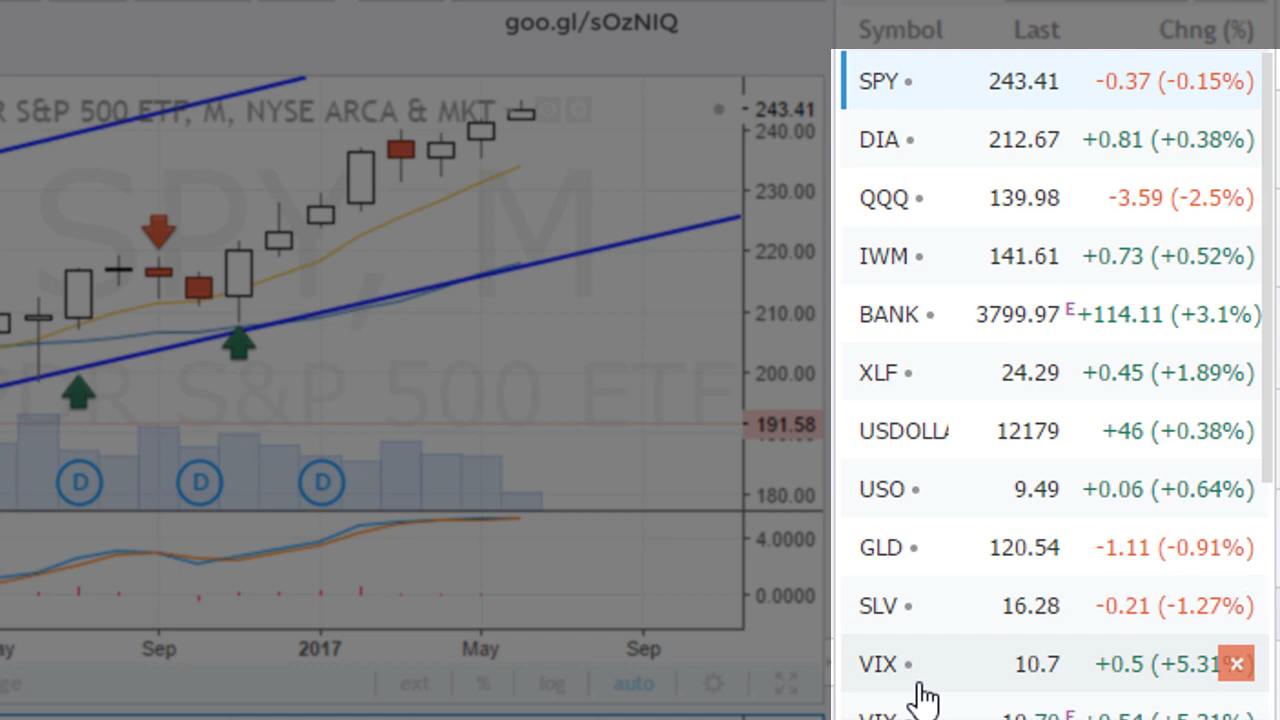 goo.gl/sOzNIQ
Symbol Last Chng (%)
SPY 243.41 -0.37 (-0.15%)
DIA 212.67 +0.81 (+0.38%)
QQQ 139.98 -3.59 (-2.5%)
IWM 141.61 +0.73 (+0.52%)
BANK 3799.97 E +114.11 (+3.1%)
XLF 24.29 +0.45 (+1.89%)
12179 +46 (+0.38%)
USO 9.49 +0.06 (+0.64%)
GLD 120.54 -1.11 (-0.91%)
SLV 16.28 -0.21 (-1.27%)
VIX 10.7 +0.5 (+5.31
R S&P 500 ETF, M, NYSE ARCA & MKT
SPY, M
S&P 500 ETF
243.41
240.00
230.00
220.00
210.00
200.00
191.58
180.00
4.0000
0.0000
D D D
Sep 2017 May Sep
ext % log auto